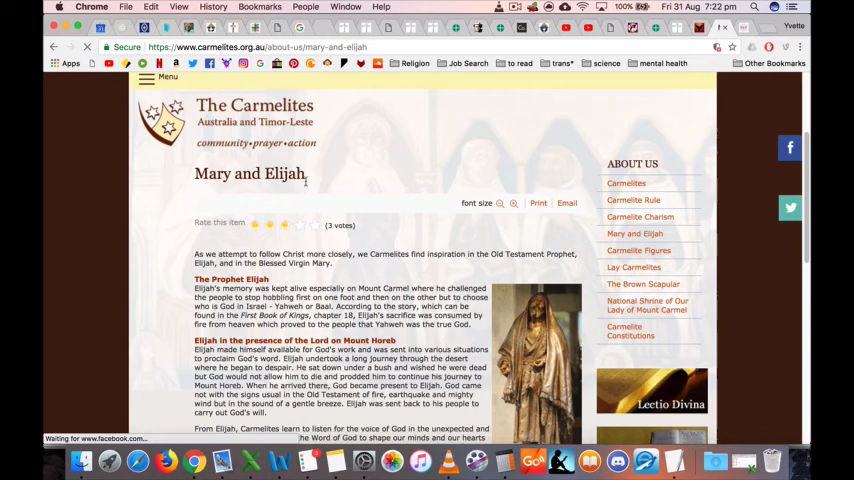 Chrome File Edit View History Bookmarks People Window Help 100% Fri 31 Aug 7:22 pm
Yvette
Secure https://www.carmelites.org.au/about-us/mary-and-elijah
Apps Religion Job Search to read trans* science mental health Other Bookmarks
Menu
The Carmelites
Australia and Timor-Leste
community•prayer•action
Mary and Elijah
font size Print Email
Rate this item (3 votes)
As we attempt to follow Christ more closely, we Carmelites find inspiration in the Old Testament Prophet,
Elijah, and in the Blessed Virgin Mary.
The Prophet Elijah
Elijah's memory was kept alive especially on Mount Carmel where he challenged
the people to stop hobbling first on one foot and then on the other but to choose
who is God in Israel - Yahweh or Baal. According to the story, which can be
found in the First Book of Kings, chapter 18, Elijah's sacrifice was consumed by
fire from heaven which proved to the people that Yahweh was the true God.
Elijah in the presence of the Lord on Mount Horeb
Elijah made himself available for God's work and was sent into various situations
to proclaim God's word. Elijah undertook a long journey through the desert
where he began to despair. He sat down under a bush and wished he were dead
but God would not allow him to die and prodded him to continue his journey to
Mount Horeb. When he arrived there, God became present to Elijah. God came
not with the signs usual in the Old Testament of fire, earthquake and mighty
wind but in the sound of a gentle breeze. Elijah was sent back to his people to
carry out God's will.
From Elijah, Carmelites learn to listen for the voice of God in the unexpected and
the Word of God to shape our minds and our hearts
ABOUT US
Carmelites
Carmelite Rule
Carmelite Charism
Mary and Elijah
Carmelite Figures
Lay Carmelites
The Brown Scapular
National Shrine of Our
Lady of Mount Carmel
Carmelite
Constitutions
Lectio Divina
Waiting for www.facebook.com...